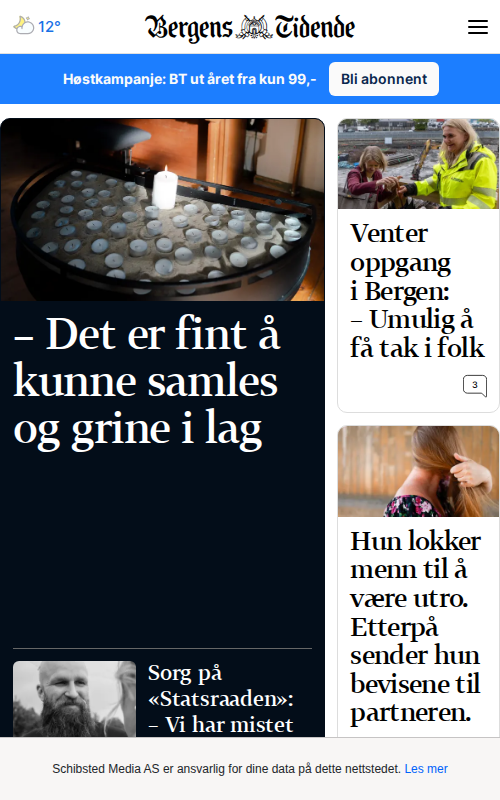 12°
Bergens Tidende
Høstkampanje: BT ut året fra kun 99,-
Bli abonnent
– Det er fint å
kunne samles
og grine i lag
Sorg på
«Statsraaden»:
– Vi har mistet
Venter
oppgang
i Bergen:
– Umulig å
få tak i folk
3
Hun lokker
menn til å
være utro.
Etterpå
sender hun
bevisene til
partneren.
Schibsted Media AS er ansvarlig for dine data på dette nettstedet. Les mer